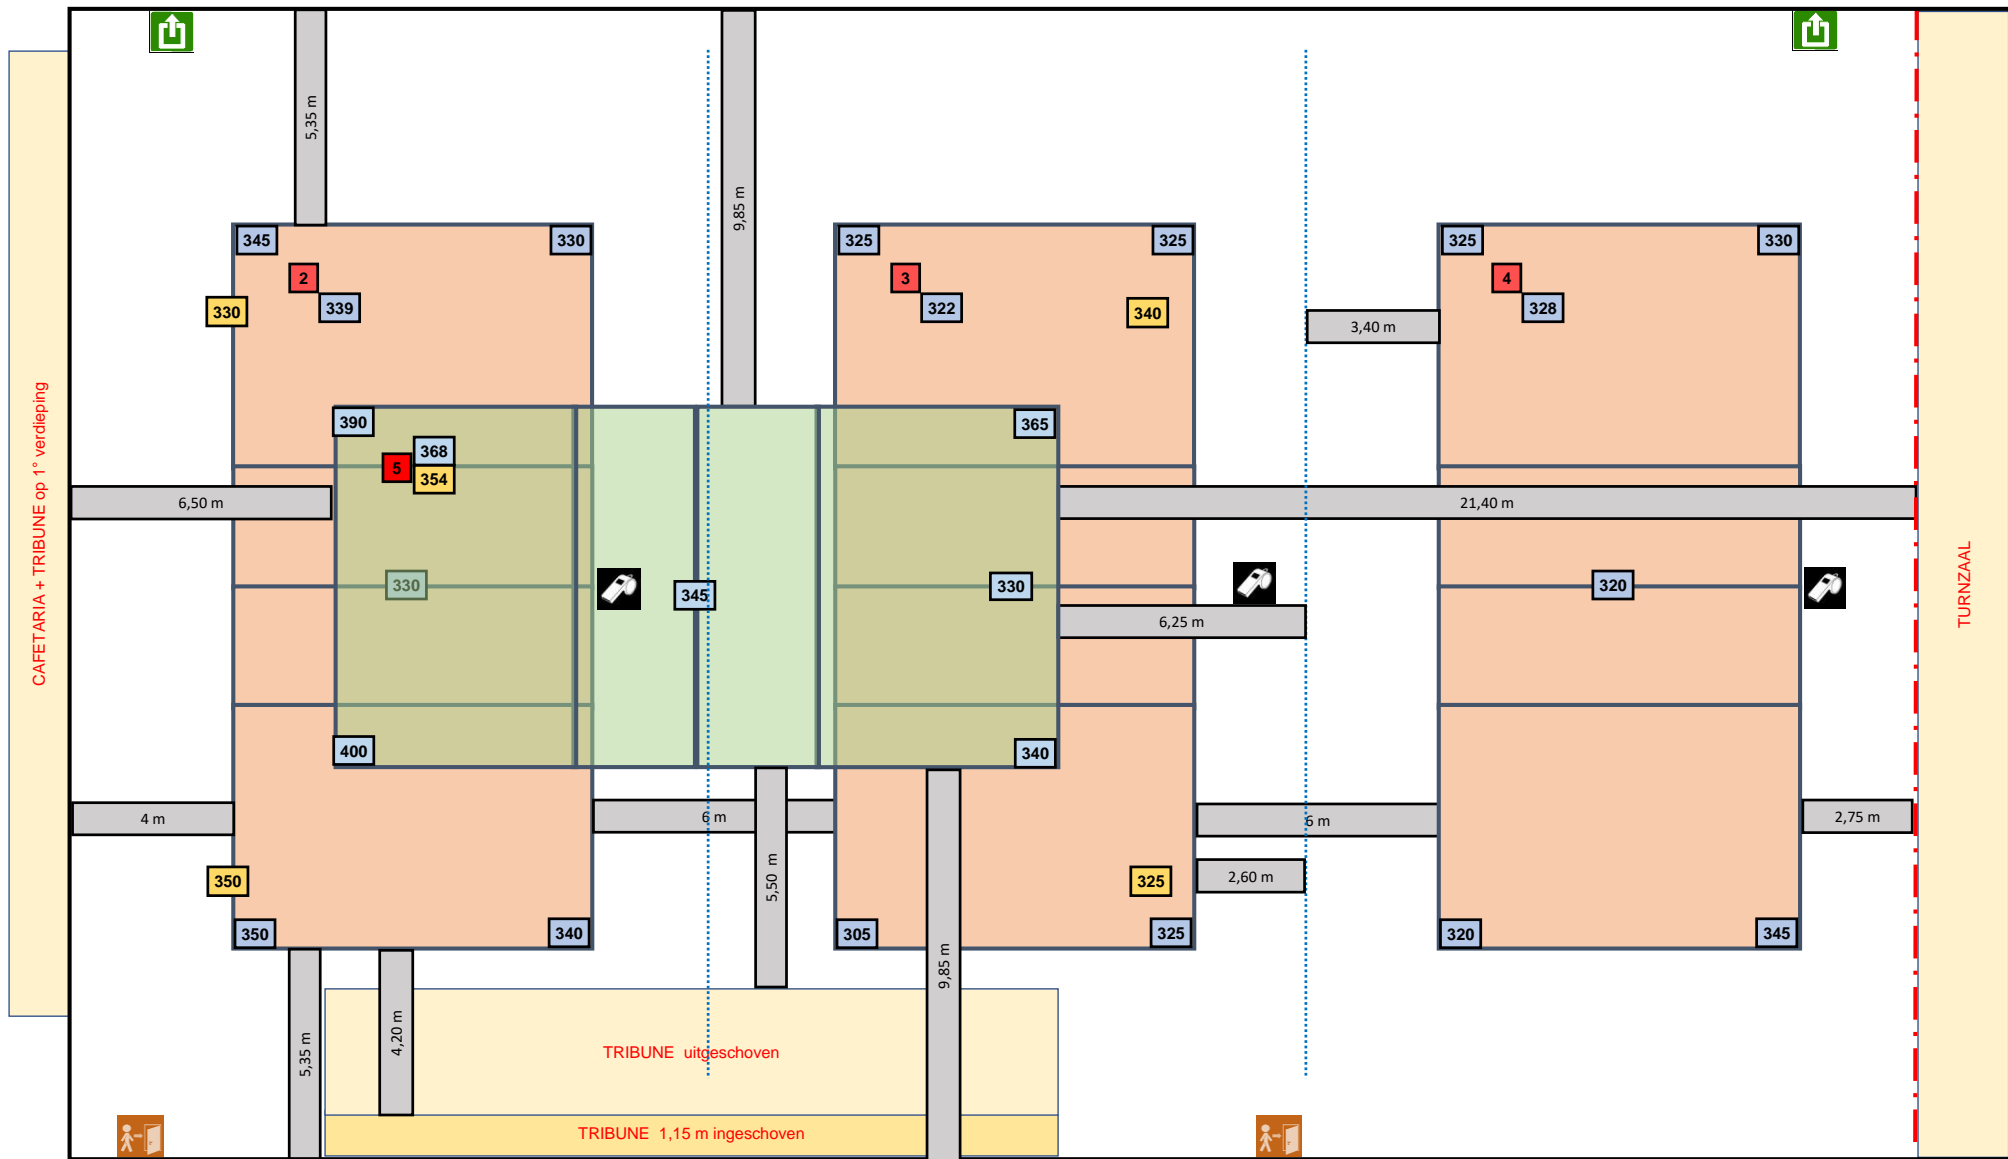 5,35 m
9,85 m
345
330
325
325
325
330
2
339
330
3
322
340
4
328
3,40 m
390
365
368
5
354
6,50 m
21,40 m
CAFETARIA + TRIBUNE op 1° verdieping
TURNZAAL
330
345
330
320
6,25 m
400
340
4 m
6 m
6 m
2,75 m
5,50 m
350
325
2,60 m
350
340
305
325
320
345
9,85 m
5,35 m
4,20 m
TRIBUNE uitgeschoven
TRIBUNE 1,15 m ingeschoven